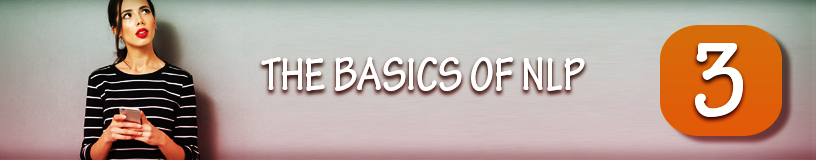 THE BASICS OF NLP
3